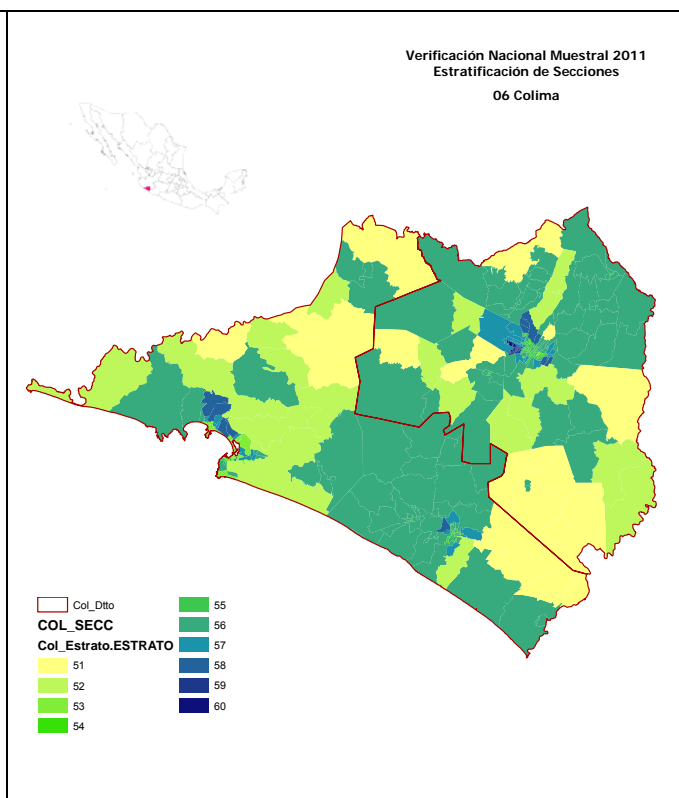 Verificación Nacional Muestral 2011
Estratificación de Secciones
06 Colima
Col_Dtto
COL_SECC
Col_Estrato.ESTRATO
51
52
53
54
55
56
57
58
59
60